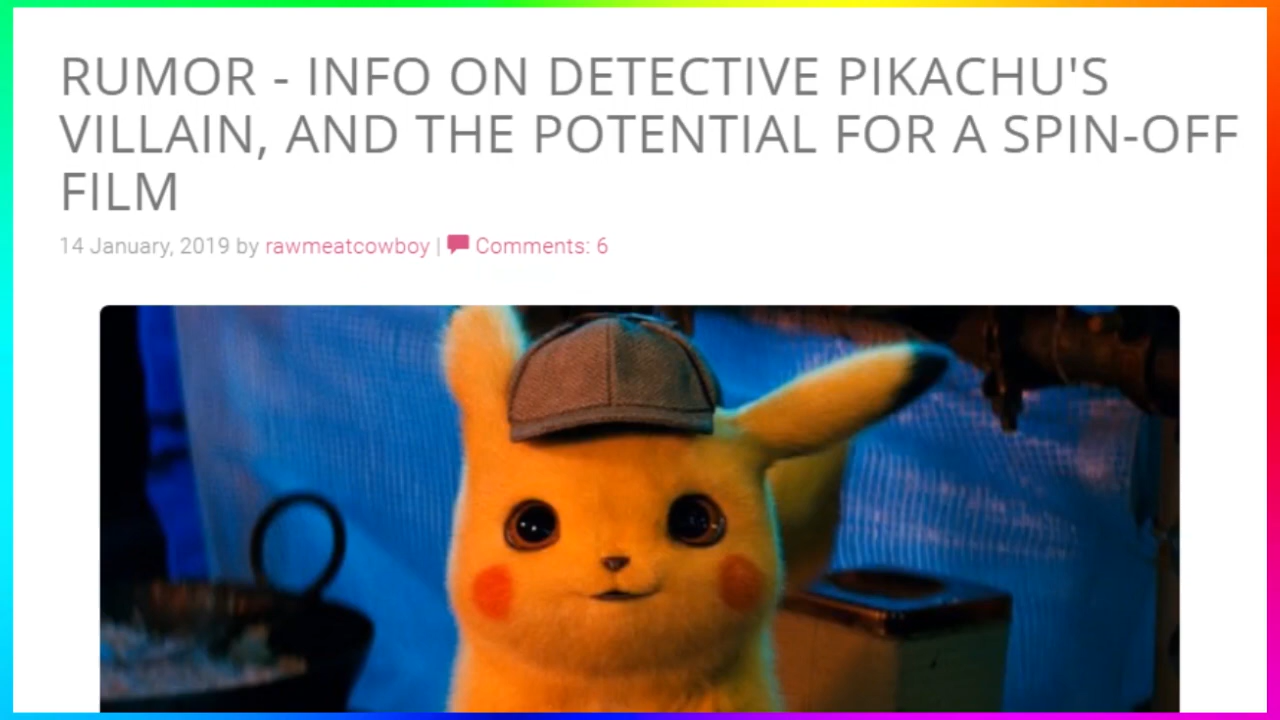 RUMOR - INFO ON DETECTIVE PIKACHU'S
VILLAIN, AND THE POTENTIAL FOR A SPIN-OFF
FILM
14 January, 2019 by rawmeatcowboy | Comments: 6